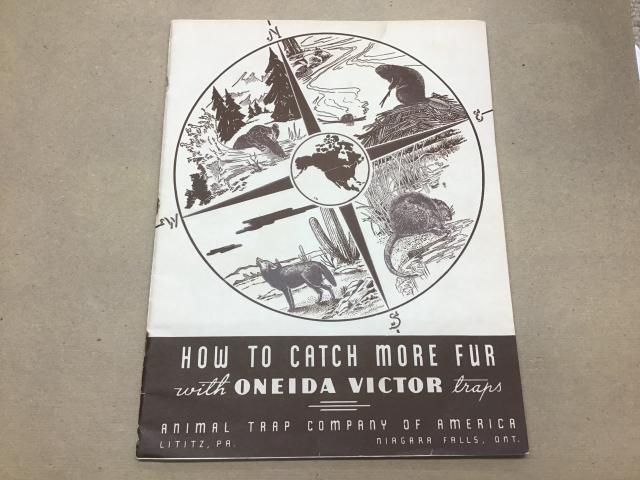 N
E
W
S
HOW TO CATCH MORE FUR
with ONEIDA VICTOR traps
ANIMAL TRAP COMPANY OF AMERICA
LITITZ, PA. NIAGARA FALLS, ONT.